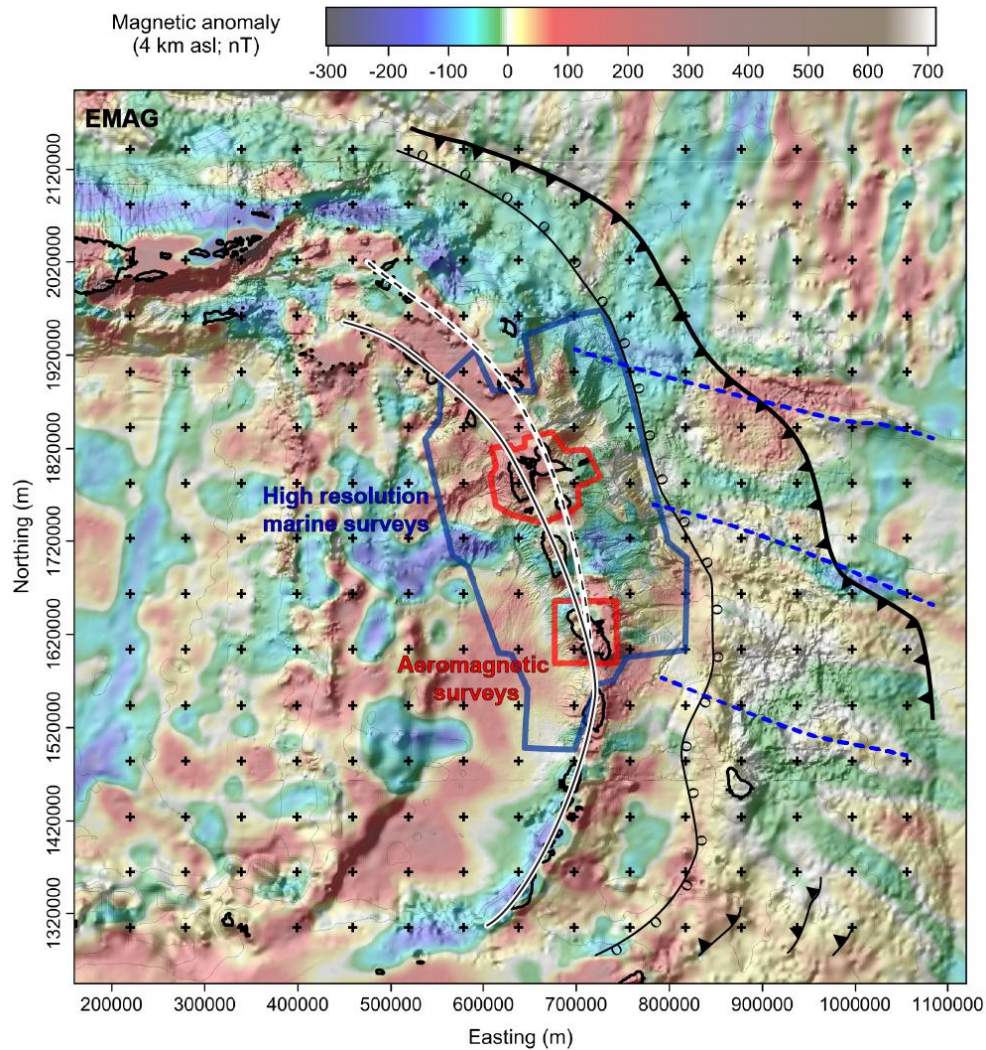 Magnetic anomaly
(4 km asl; nT)
-300 -200 -100 0 100 200 300 400 500 600 700
EMAG
2120000
2020000
1920000
1820000
1720000
1620000
1520000
1420000
1320000
Northing (m)
High resolution
marine surveys
Aeromagnetic
surveys
200000 300000 400000 500000 600000 700000 800000 900000 1000000 1100000
Easting (m)